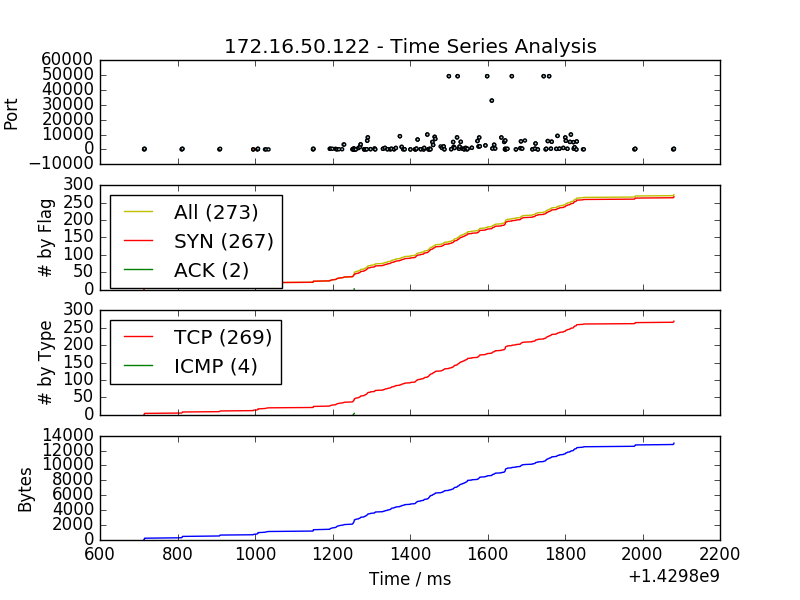 172.16.50.122 - Time Series Analysis
60000
50000
40000
30000
20000
10000
0
−10000
Port
300
250
200
150
100
50
0
# by Flag
All (273)
SYN (267)
ACK (2)
300
250
200
150
100
50
0
# by Type
TCP (269)
ICMP (4)
14000
12000
10000
8000
6000
4000
2000
0
Bytes
600 800 1000 1200 1400 1600 1800 2000 2200
Time / ms
+1.4298e9